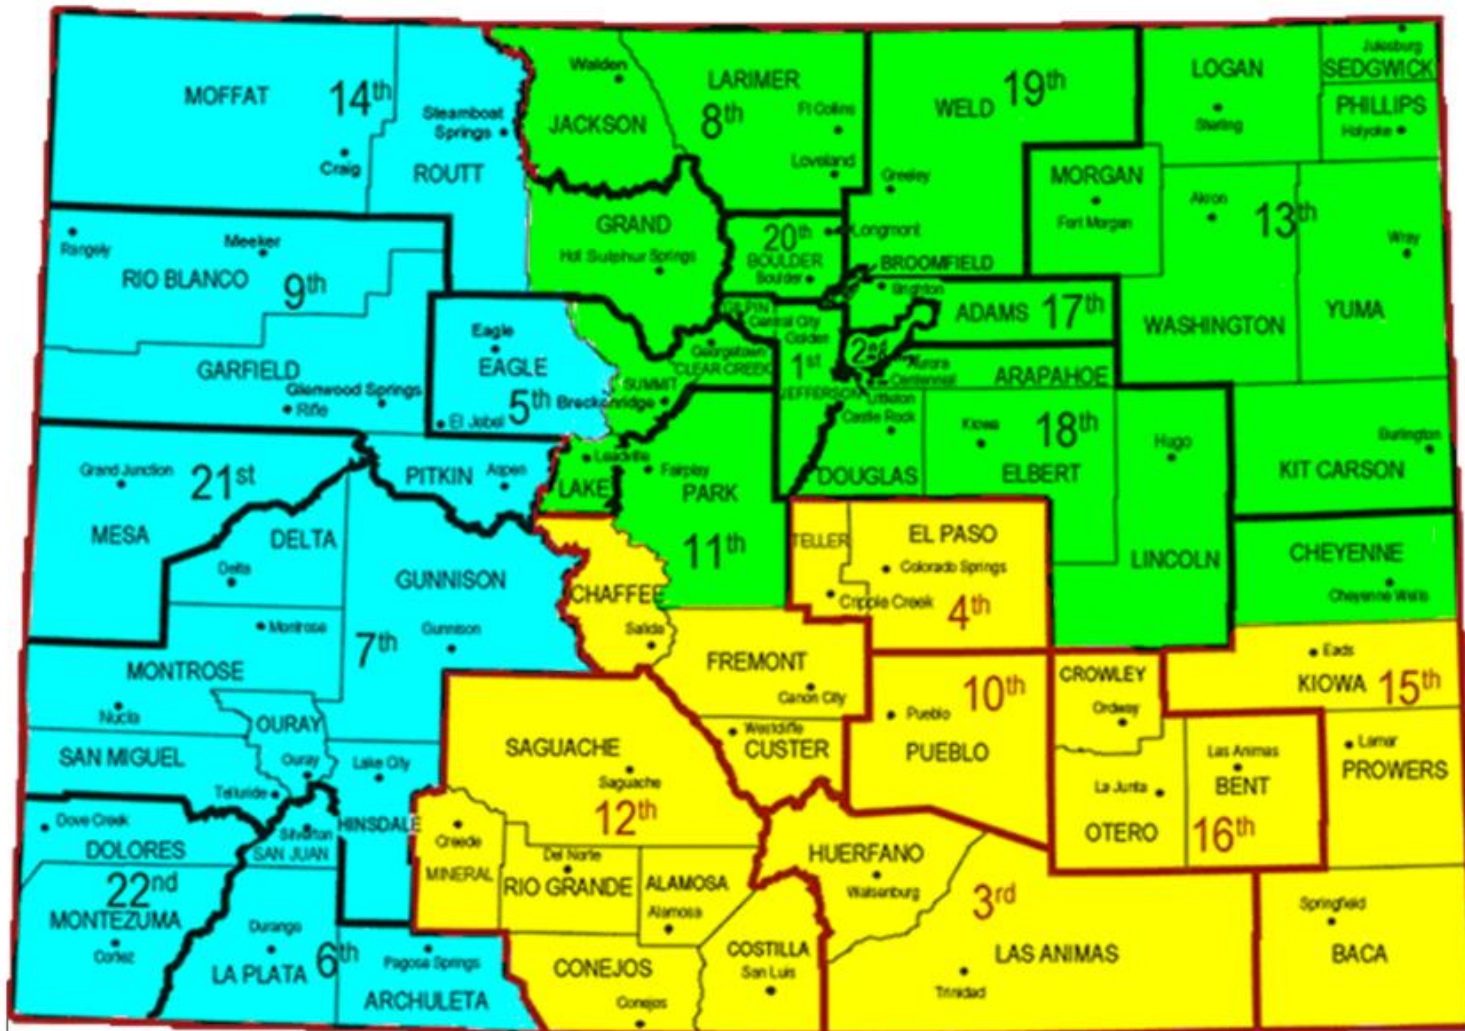 MOFFAT
14th
Craig
Steamboat
Springs
ROUTT
Walden
JACKSON
LARIMER
8th
Ft Collins
Loveland
WELD
19th
Greeley
LOGAN
Sterling
Julesburg
SEDGWICK
PHILLIPS
Holyoke
MORGAN
Fort Morgan
Akron
13th
Wray
WASHINGTON
YUMA
Rangely
Meeker
RIO BLANCO
9th
GARFIELD
Glenwood Springs
Rifle
GRAND
Hot Sulphur Springs
20th
BOULDER
Boulder
Longmont
BROOMFIELD
Brighton
ADAMS
17th
Eagle
EAGLE
5th
El Jebel
GILPIN
Central City
Golden
Georgetown
CLEAR CREEK
1st
2nd
Aurora
Centennial
ARAPAHOE
SUMMIT
Breckenridge
JEFFERSON
Littleton
Castle Rock
DOUGLAS
Kiowa
18th
ELBERT
Hugo
LINCOLN
Burlington
KIT CARSON
CHEYENNE
Cheyenne Wells
Grand Junction
21st
MESA
PITKIN
Aspen
Leadville
LAKE
Fairplay
PARK
11th
DELTA
Delta
GUNNISON
Gunnison
7th
Montrose
MONTROSE
Nucla
CHAFFEE
Salida
TELLER
Cripple Creek
EL PASO
Colorado Springs
4th
FREMONT
Canon City
Westcliffe
CUSTER
10th
Pueblo
PUEBLO
CROWLEY
Ordway
Eads
KIOWA
15th
SAN MIGUEL
OURAY
Ouray
Telluride
Lake City
HINSDALE
SAGUACHE
Saguache
12th
La Junta
OTERO
Las Animas
BENT
16th
Lamar
PROWERS
Dove Creek
DOLORES
Silverton
SAN JUAN
22nd
MONTEZUMA
Cortez
Durango
LA PLATA
6th
Pagosa Springs
ARCHULETA
Creede
MINERAL
Del Norte
RIO GRANDE
ALAMOSA
Alamosa
CONEJOS
Conejos
COSTILLA
San Luis
HUERFANO
Walsenburg
3rd
LAS ANIMAS
Trinidad
Springfield
BACA